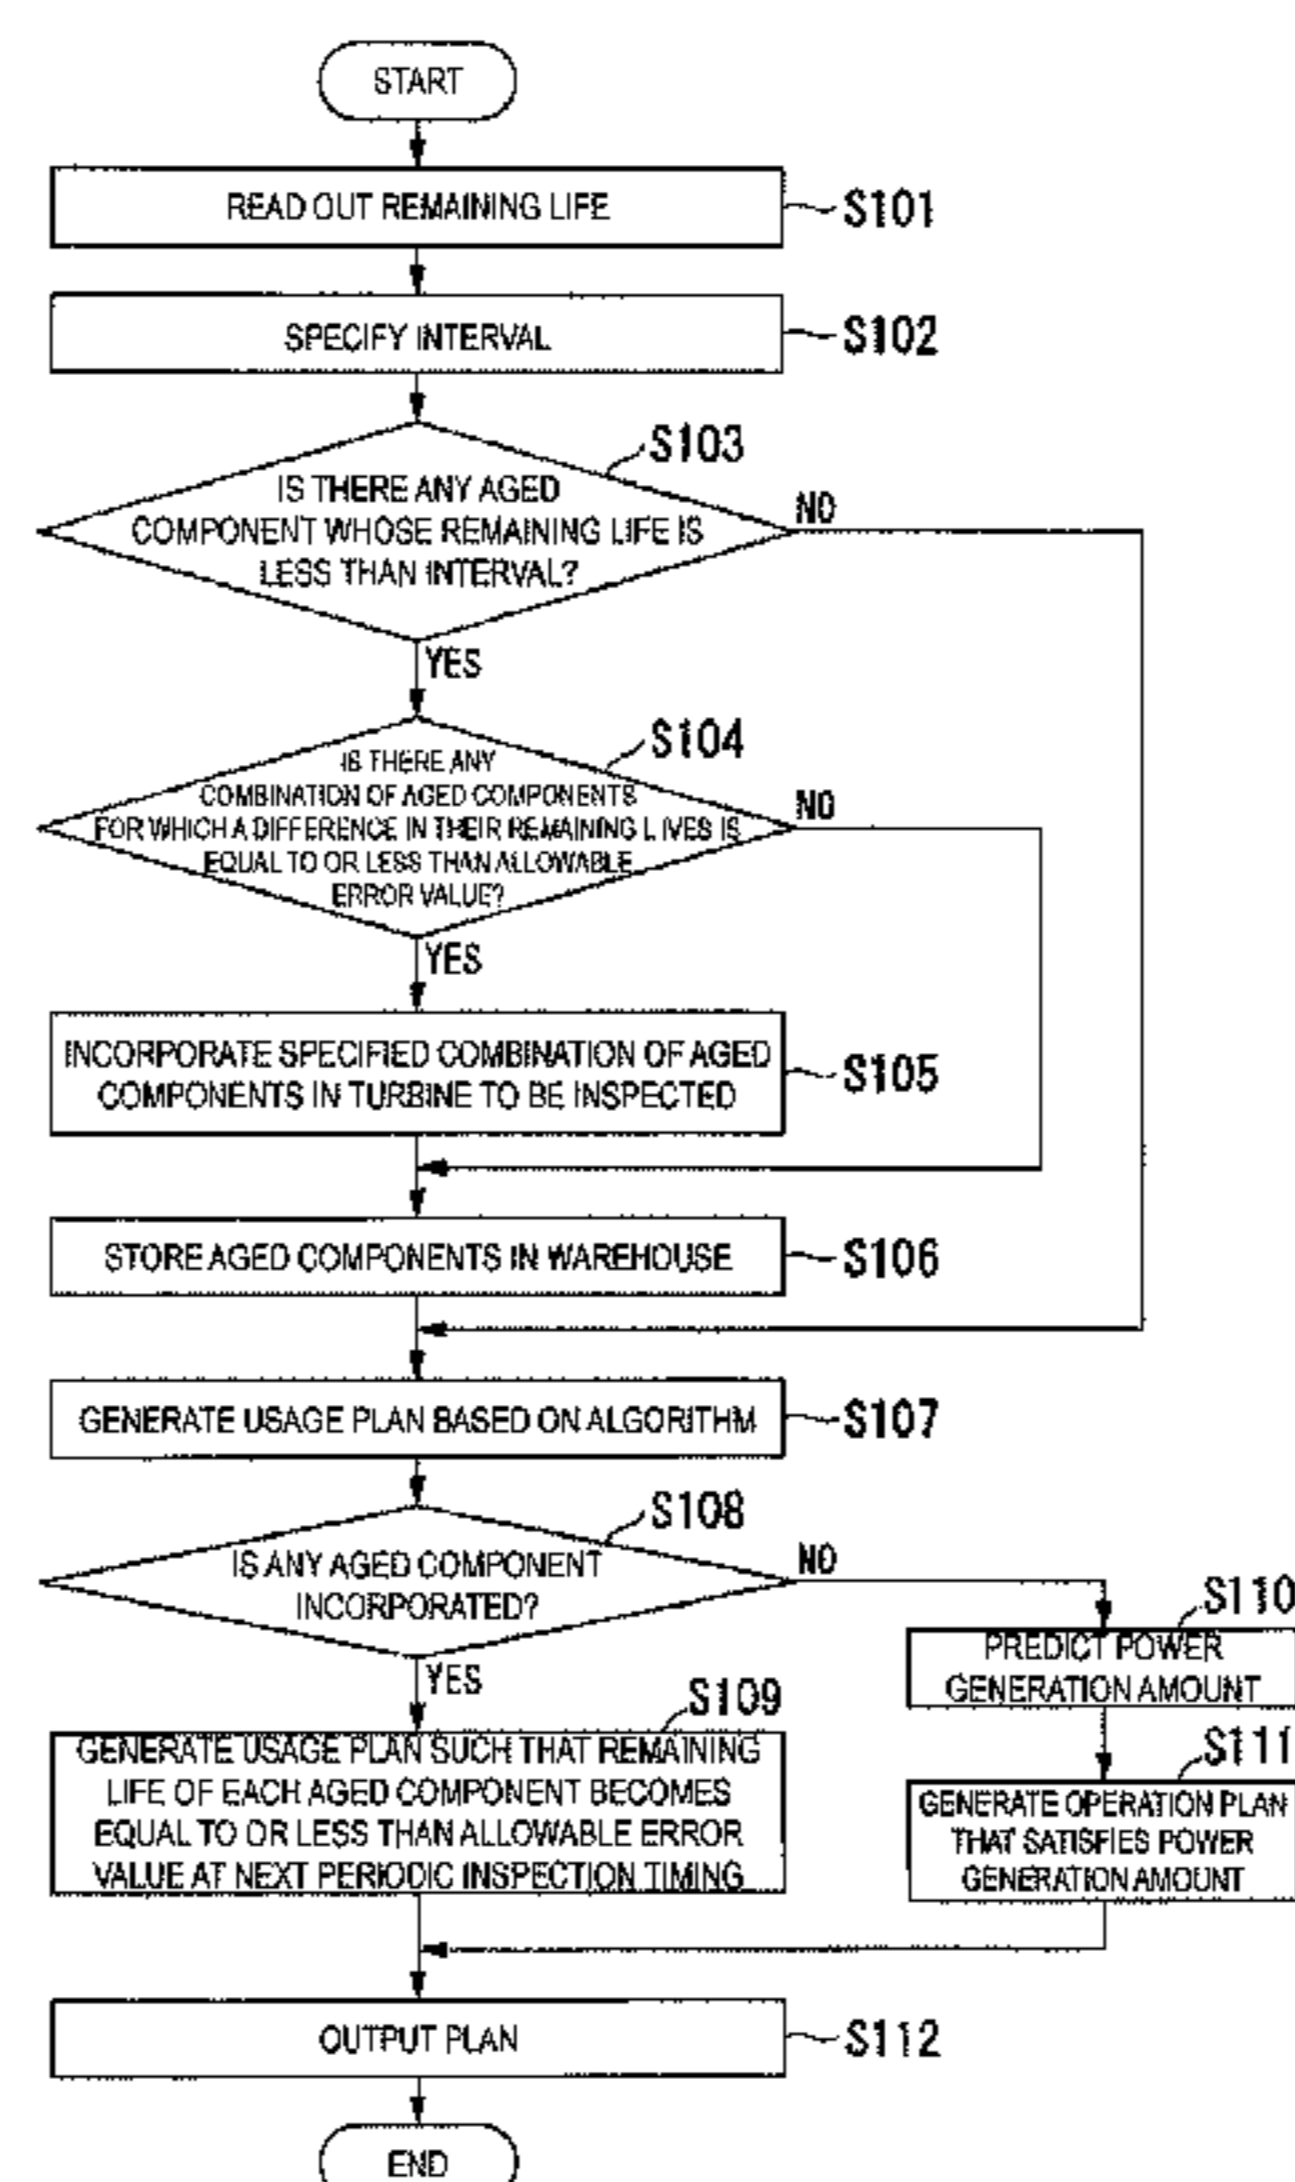 START
READ OUT REMAINING LIFE
S101
SPECIFY INTERVAL
S102
S103
IS THERE ANY AGED
COMPONENT WHOSE REMAINING LIFE IS
LESS THAN INTERVAL?
NO
YES
S104
IS THERE ANY
COMBINATION OF AGED COMPONENTS
FOR WHICH A DIFFERENCE IN THEIR REMAINING LIVES IS
EQUAL TO OR LESS THAN ALLOWABLE
ERROR VALUE?
NO
YES
INCORPORATE SPECIFIED COMBINATION OF AGED
COMPONENTS IN TURBINE TO BE INSPECTED
S105
STORE AGED COMPONENTS IN WAREHOUSE
S106
GENERATE USAGE PLAN BASED ON ALGORITHM
S107
S108
IS ANY AGED COMPONENT
INCORPORATED?
NO
YES
S110
PREDICT POWER
GENERATION AMOUNT
S109
GENERATE USAGE PLAN SUCH THAT REMAINING
LIFE OF EACH AGED COMPONENT BECOMES
EQUAL TO OR LESS THAN ALLOWABLE ERROR
VALUE AT NEXT PERIODIC INSPECTION TIMING
S111
GENERATE OPERATION PLAN
THAT SATISFIES POWER
GENERATION AMOUNT
OUTPUT PLAN
S112
END